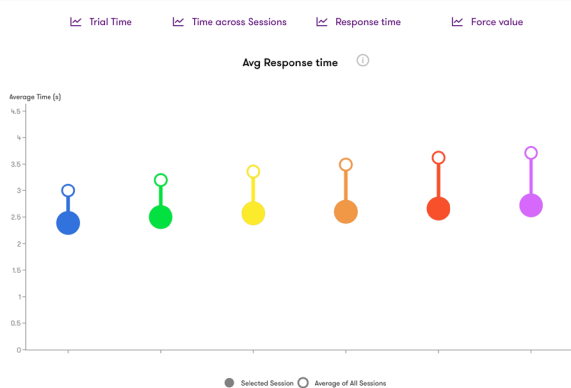 Trial Time
Time across Sessions
Response time
Force value
Avg Response time
i
Average Time (s)
4.5
4
3.5
3
2.5
2
1.5
1
0.5
0
Selected Session
Average of All Sessions